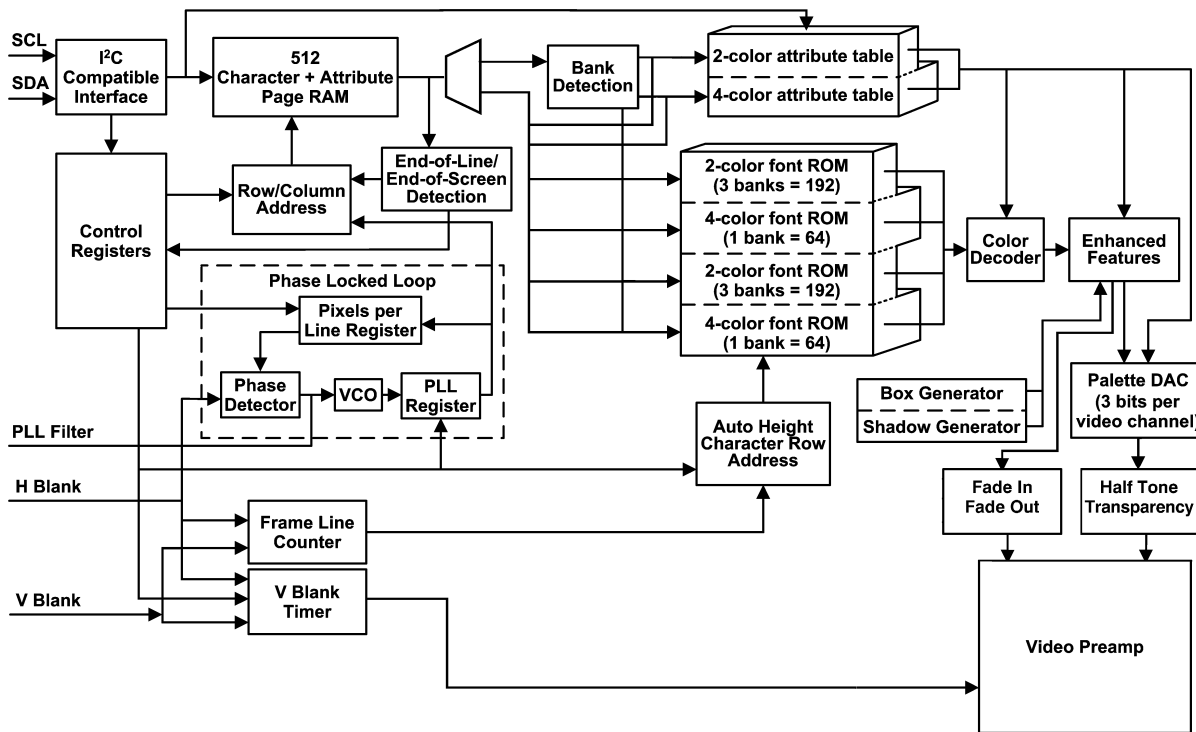 SCL
SDA
I²C
Compatible
Interface
512
Character + Attribute
Page RAM
Bank
Detection
2-color attribute table
4-color attribute table
Control
Registers
Row/Column
Address
End-of-Line/
End-of-Screen
Detection
2-color font ROM
(3 banks = 192)
4-color font ROM
(1 bank = 64)
2-color font ROM
(3 banks = 192)
4-color font ROM
(1 bank = 64)
Color
Decoder
Enhanced
Features
Phase Locked Loop
Pixels per
Line Register
Phase
Detector
VCO
PLL
Register
PLL Filter
H Blank
V Blank
Auto Height
Character Row
Address
Box Generator
Shadow Generator
Palette DAC
(3 bits per
video channel)
Fade In
Fade Out
Half Tone
Transparency
Frame Line
Counter
V Blank
Timer
Video Preamp